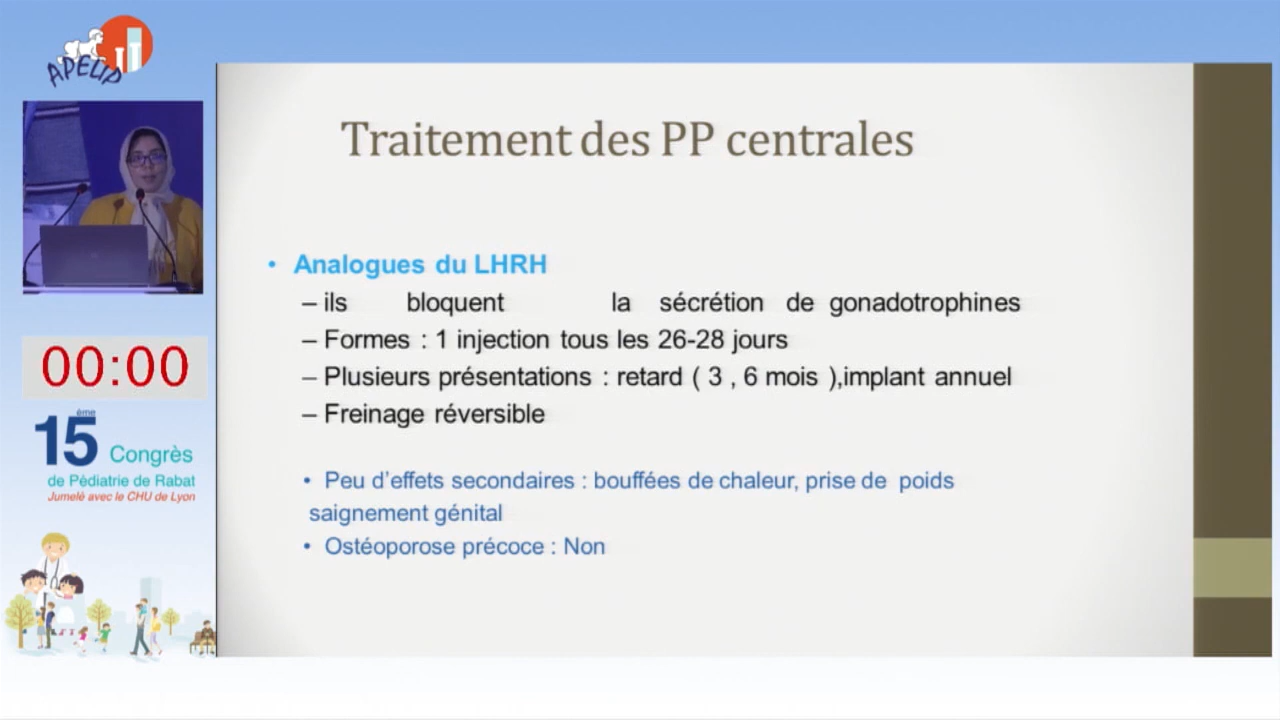 APEUP
Traitement des PP centrales
• Analogues du LHRH
– ils bloquent la sécrétion de gonadotrophines
– Formes : 1 injection tous les 26-28 jours
– Plusieurs présentations : retard ( 3 , 6 mois ),implant annuel
– Freinage réversible
• Peu d'effets secondaires : bouffées de chaleur, prise de poids
saignement génital
• Ostéoporose précoce : Non
00:00
15ème Congrès
de Pédiatrie de Rabat
Jumelé avec le CHU de Lyon